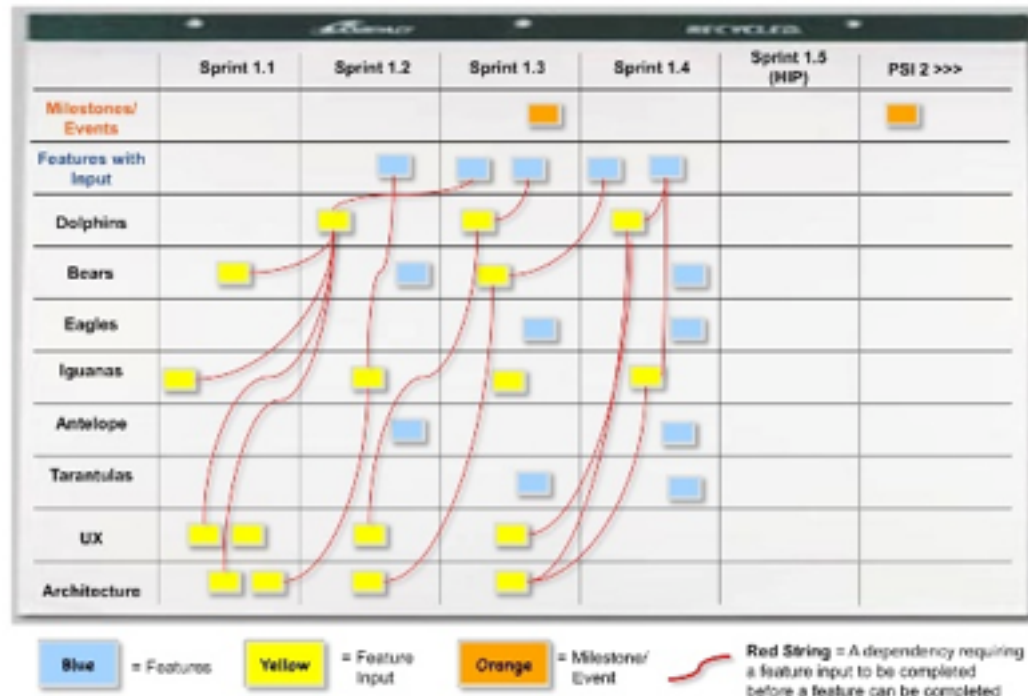 RECYCLED
Sprint 1.1
Sprint 1.2
Sprint 1.3
Sprint 1.4
Sprint 1.5
(HIP)
PSI 2 >>>
Milestones/
Events
Features with
Input
Dolphins
Bears
Eagles
Iguanas
Antelope
Tarantulas
UX
Architecture
Blue
= Features
Yellow
= Feature
Input
Orange
= Milestone/
Event
Red String = A dependency requiring
a feature input to be completed
before a feature can be completed